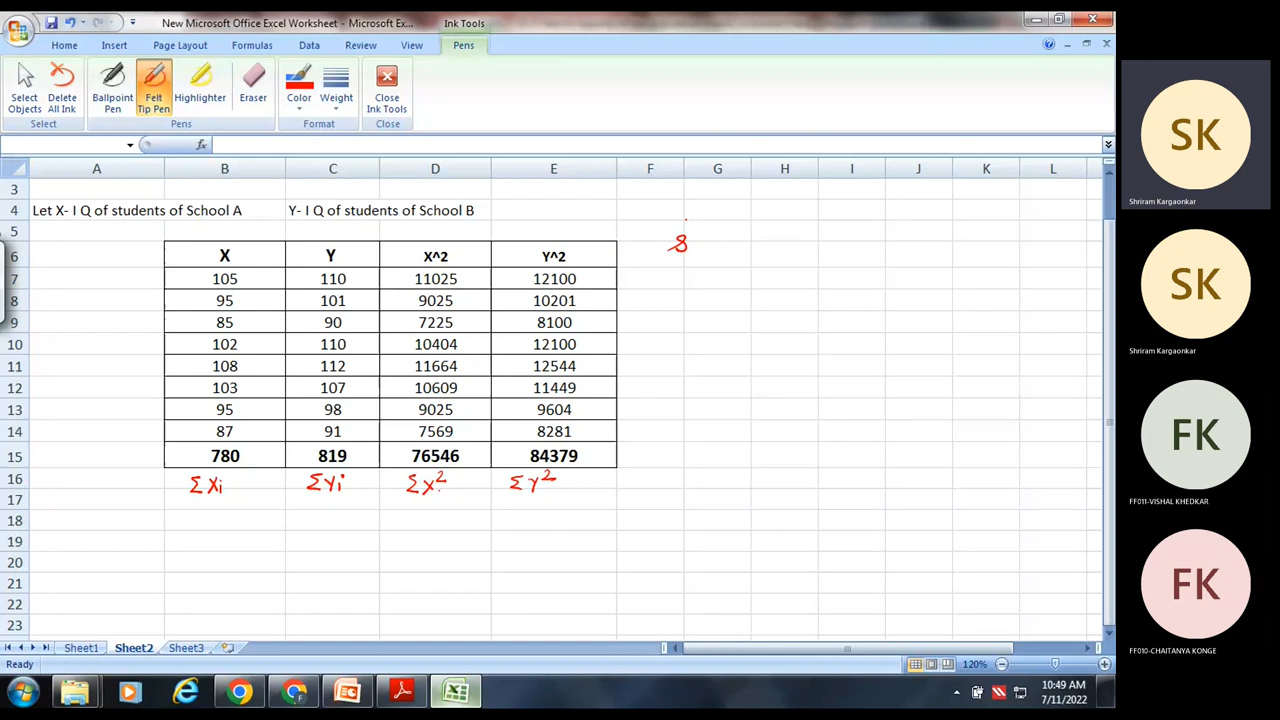 New Microsoft Office Excel Worksheet - Microsoft Ex... Ink Tools
Home Insert Page Layout Formulas Data Review View Pens
Select Objects Delete All Ink Ballpoint Pen Felt Tip Pen Highlighter Eraser Color Weight Close Ink Tools
Select Pens Format Close
fx
A B C D E F G H I J K L
3
4 Let X- I Q of students of School A Y- I Q of students of School B
5
6 X Y X^2 Y^2
7 105 110 11025 12100
8 95 101 9025 10201
9 85 90 7225 8100
10 102 110 10404 12100
11 108 112 11664 12544
12 103 107 10609 11449
13 95 98 9025 9604
14 87 91 7569 8281
15 780 819 76546 84379
16 Σ Xi Σ Yi Σ X² Σ Y²
17
18
19
20
21
22
23
Sheet1 Sheet2 Sheet3
Ready 120%
10:49 AM
7/11/2022
SK
Shriram Kargaonkar
SK
Shriram Kargaonkar
FK
FF011-VISHAL KHEDKAR
FK
FF010-CHAITANYA KONGE